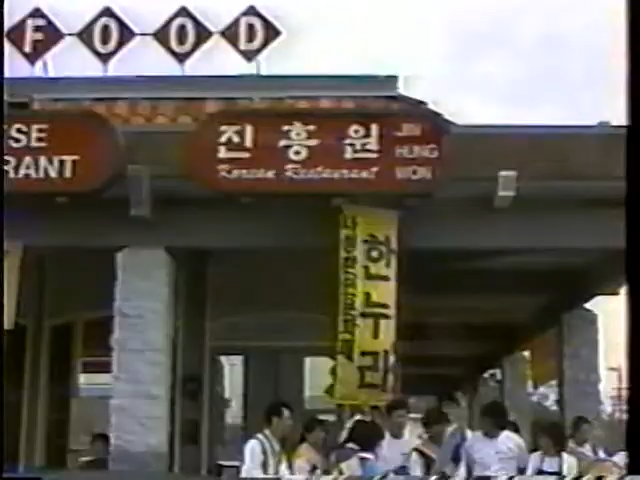 FOOD
SE
RANT
진흥원
Korean Restaurant
JIN
HUNG
WON
한누리